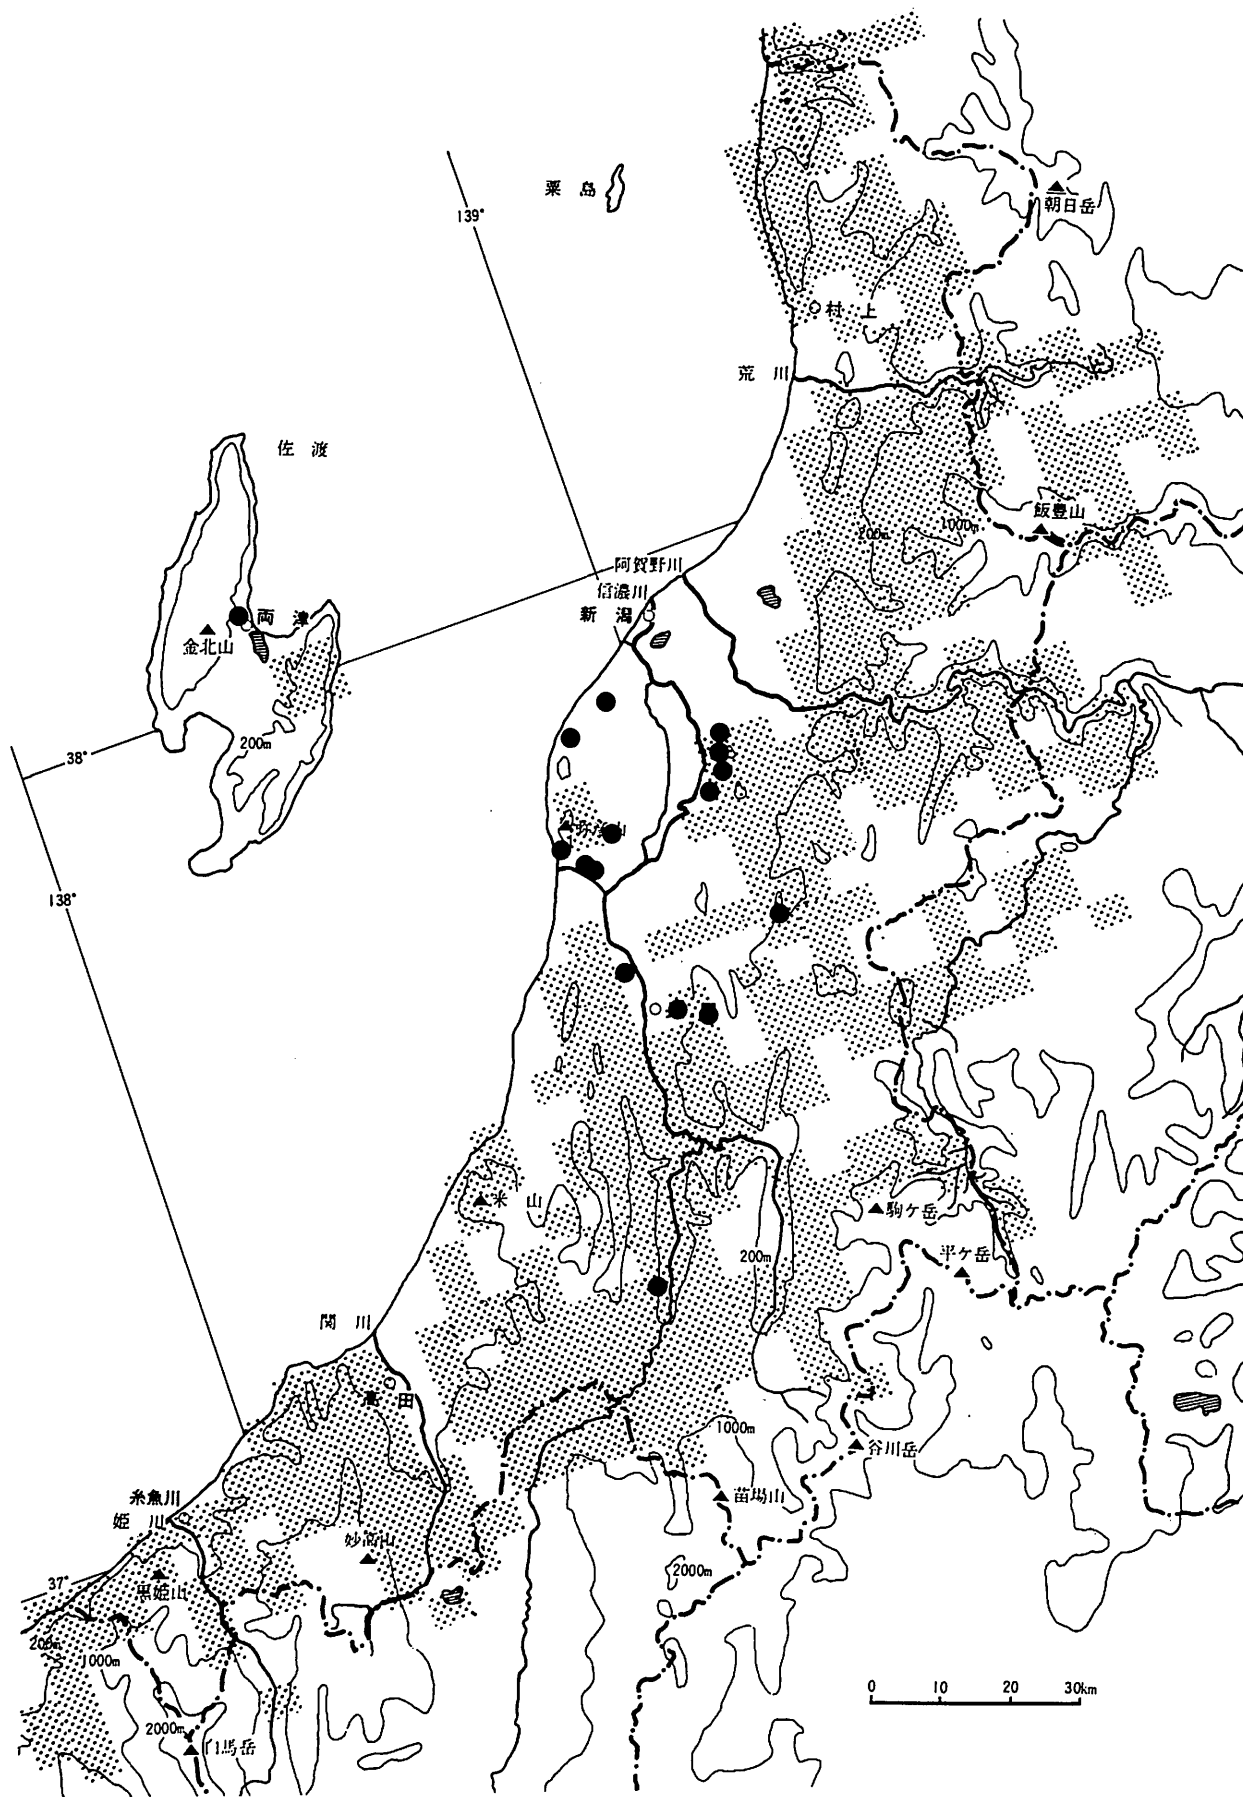 粟島
139°
朝日岳
村上
荒川
佐渡
飯豊山
1000m
200m
阿賀野川
信濃川
新潟
両津
金北山
200m
38°
弥彦山
138°
米山
駒ケ岳
平ケ岳
200m
関川
高田
1000m
谷川岳
糸魚川
姫川
苗場山
妙高山
2000m
37°
黒姫山
200m
1000m
2000m
白馬岳
0 10 20 30km